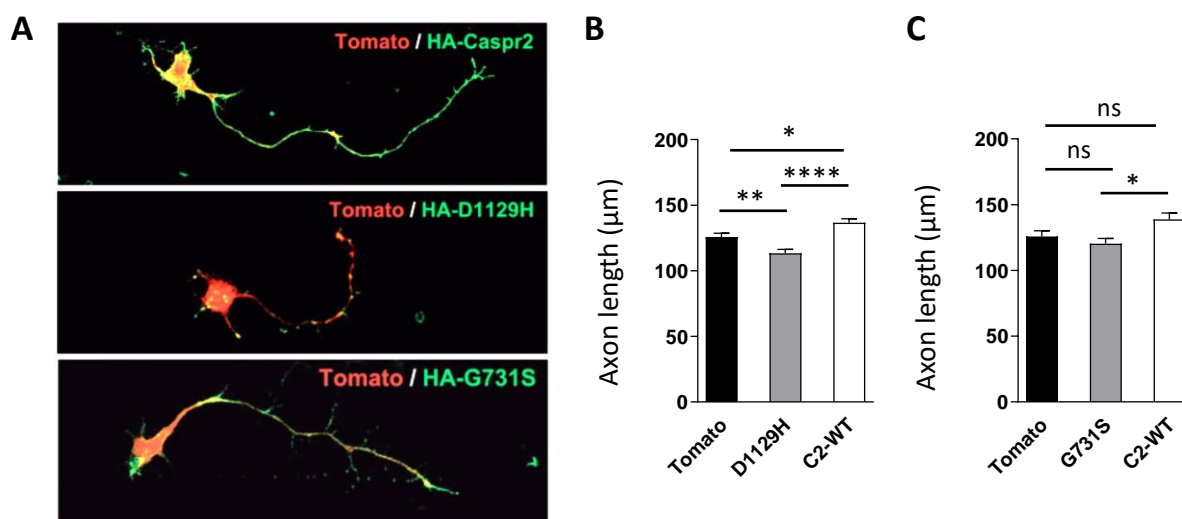 A
Tomato / HA-Caspr2
Tomato / HA-D1129H
Tomato / HA-G731S
B
Axon length (µm)
200
150
100
50
0
*
**
****
Tomato
D1129H
C2-WT
C
Axon length (µm)
200
150
100
50
0
ns
ns
*
Tomato
G731S
C2-WT